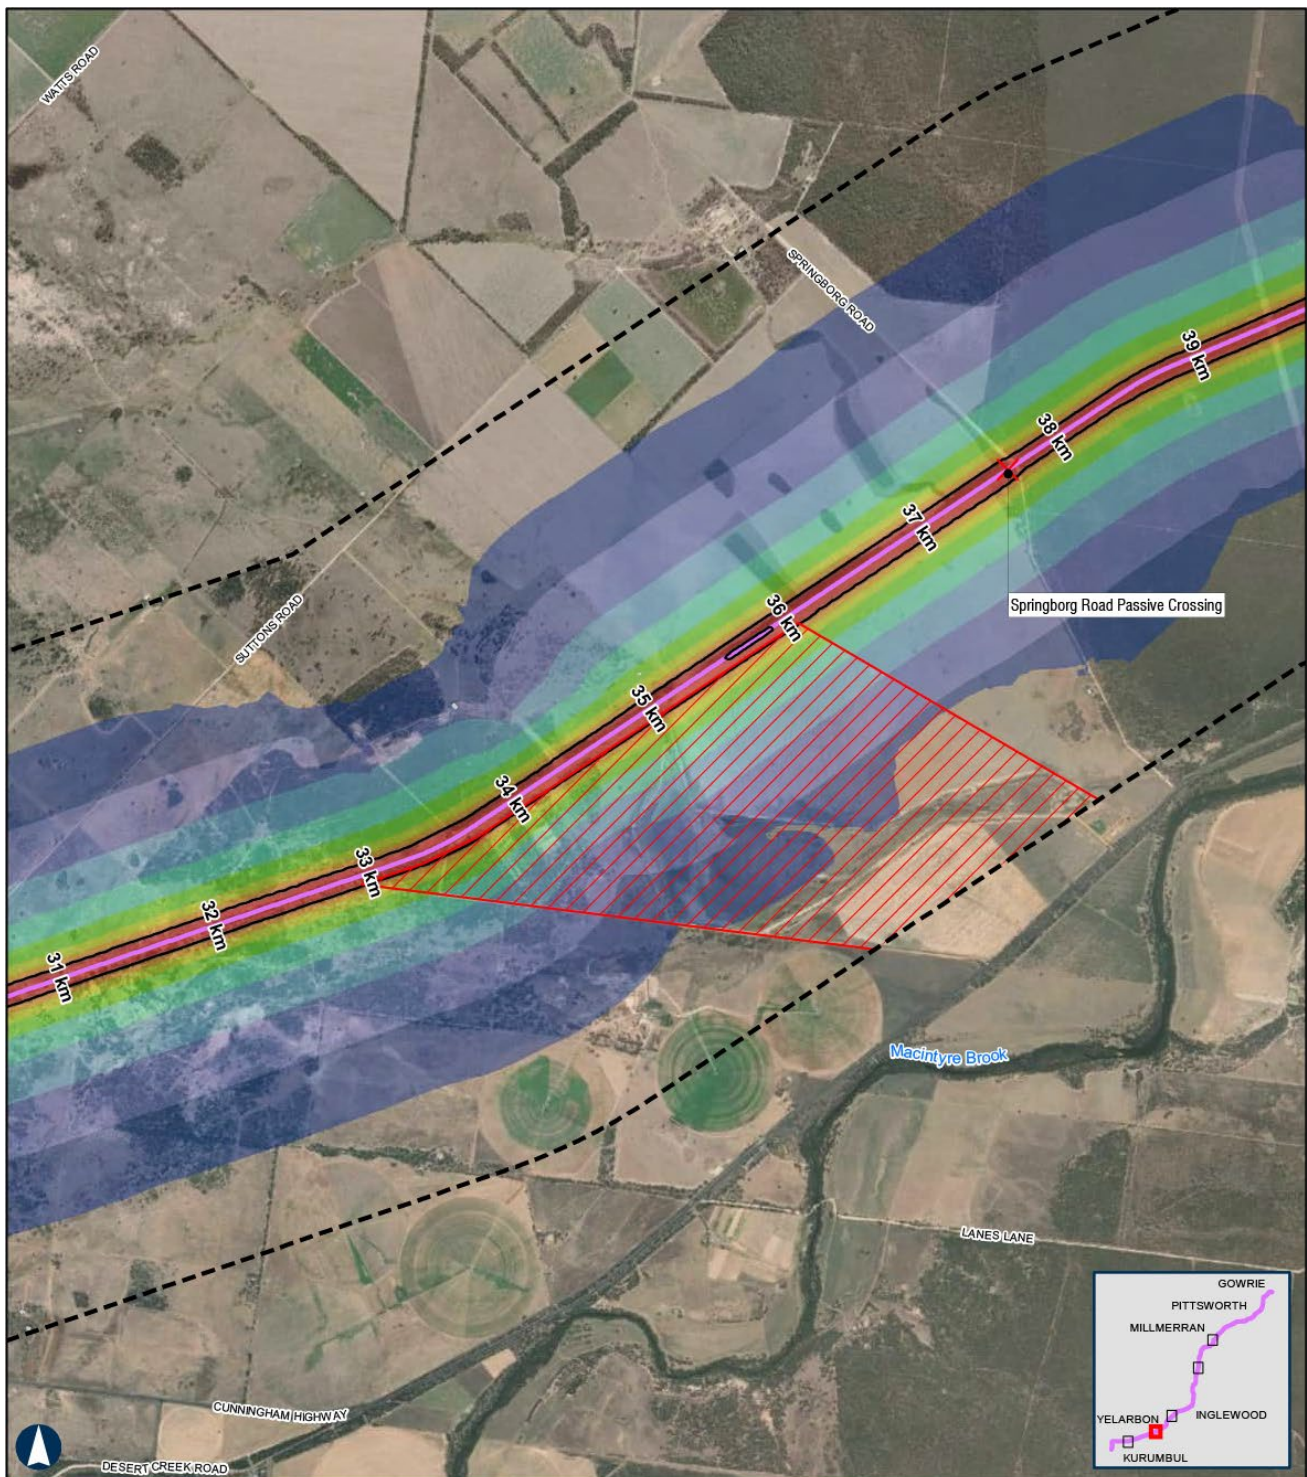 WATTS ROAD
SPRINGBORG ROAD
39 km
38 km
37 km
Springborg Road Passive Crossing
36 km
SUTTONS ROAD
35 km
34 km
33 km
32 km
31 km
Macintyre Brook
LANES LANE
CUNNINGHAM HIGHWAY
DESERT CREEK ROAD
GOWRIE
PITTSWORTH
MILLMERRAN
YELARBON
INGLEWOOD
KURUMBUL